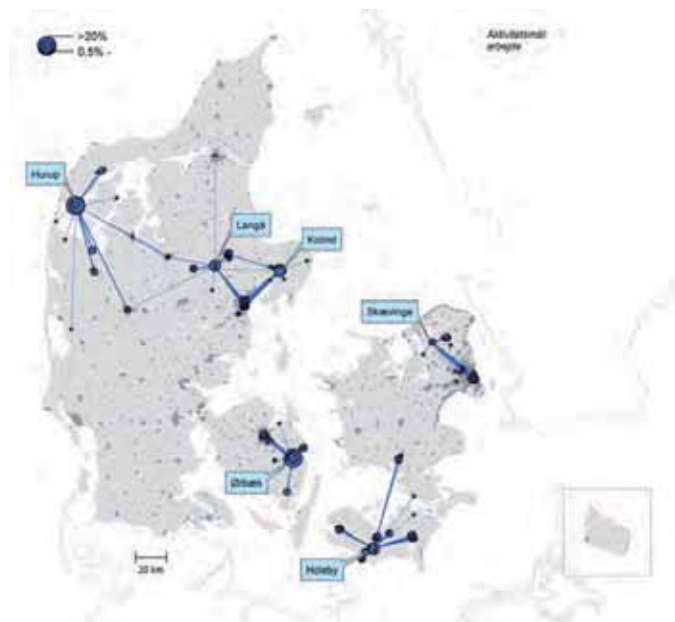 >20%
0.5% -
Aktivitetsmål
arbejde
Hurup
Langå
Kolind
Skævinge
Ørbæk
Holeby
20 km